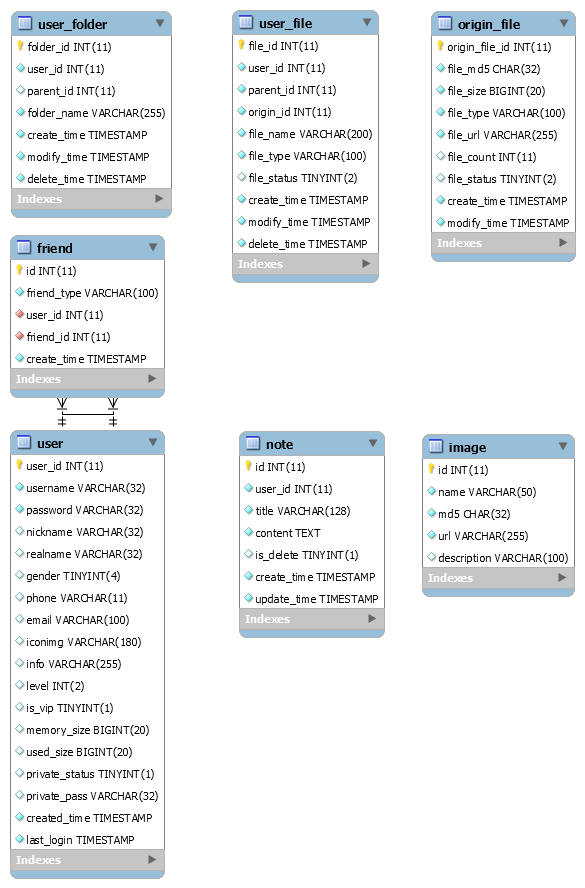 user_folder
folder_id INT(11)
user_id INT(11)
parent_id INT(11)
folder_name VARCHAR(255)
create_time TIMESTAMP
modify_time TIMESTAMP
delete_time TIMESTAMP
Indexes
user_file
file_id INT(11)
user_id INT(11)
parent_id INT(11)
origin_id INT(11)
file_name VARCHAR(200)
file_type VARCHAR(100)
file_status TINYINT(2)
create_time TIMESTAMP
modify_time TIMESTAMP
delete_time TIMESTAMP
Indexes
origin_file
origin_file_id INT(11)
file_md5 CHAR(32)
file_size BIGINT(20)
file_type VARCHAR(100)
file_url VARCHAR(255)
file_count INT(11)
file_status TINYINT(2)
create_time TIMESTAMP
modify_time TIMESTAMP
Indexes
friend
id INT(11)
friend_type VARCHAR(100)
user_id INT(11)
friend_id INT(11)
create_time TIMESTAMP
Indexes
user
user_id INT(11)
username VARCHAR(32)
password VARCHAR(32)
nickname VARCHAR(32)
realname VARCHAR(32)
gender TINYINT(4)
phone VARCHAR(11)
email VARCHAR(100)
iconimg VARCHAR(180)
info VARCHAR(255)
level INT(2)
is_vip TINYINT(1)
memory_size BIGINT(20)
used_size BIGINT(20)
private_status TINYINT(1)
private_pass VARCHAR(32)
created_time TIMESTAMP
last_login TIMESTAMP
Indexes
note
id INT(11)
user_id INT(11)
title VARCHAR(128)
content TEXT
is_delete TINYINT(1)
create_time TIMESTAMP
update_time TIMESTAMP
Indexes
image
id INT(11)
name VARCHAR(50)
md5 CHAR(32)
url VARCHAR(255)
description VARCHAR(100)
Indexes